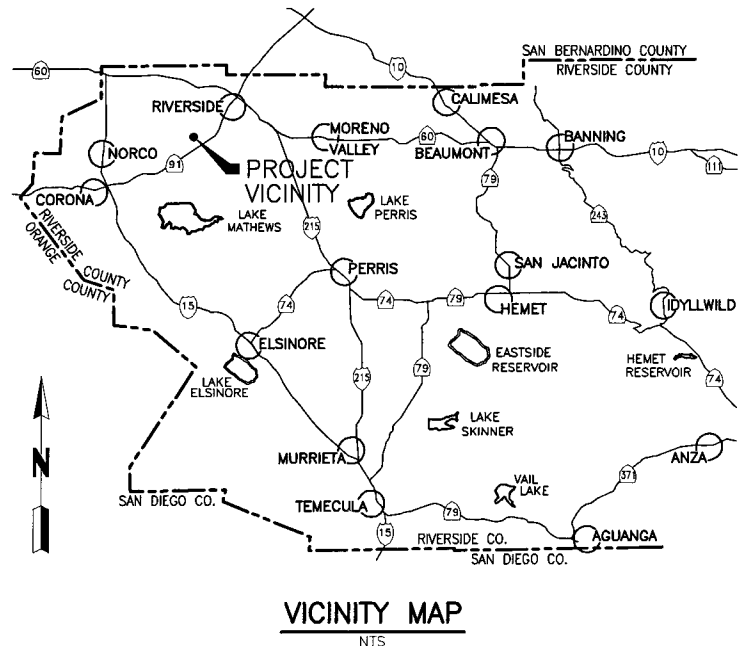 SAN BERNARDINO COUNTY
RIVERSIDE COUNTY
60
10
RIVERSIDE
CALIMESA
MORENO
VALLEY
60
BEAUMONT
BANNING
10
111
NORCO
91
PROJECT
VICINITY
79
CORONA
LAKE
MATHEWS
LAKE
PERRIS
243
215
RIVERSIDE COUNTY
ORANGE COUNTY
PERRIS
SAN JACINTO
15
74
74
79
HEMET
74
IDYLLWILD
ELSINORE
EASTSIDE
RESERVOIR
HEMET
RESERVOIR
LAKE
ELSINORE
215
79
74
LAKE
SKINNER
N
MURRIETA
ANZA
371
VAIL
LAKE
SAN DIEGO CO.
TEMECULA
79
15
RIVERSIDE CO.
SAN DIEGO CO.
AGUANGA
VICINITY MAP
NTS